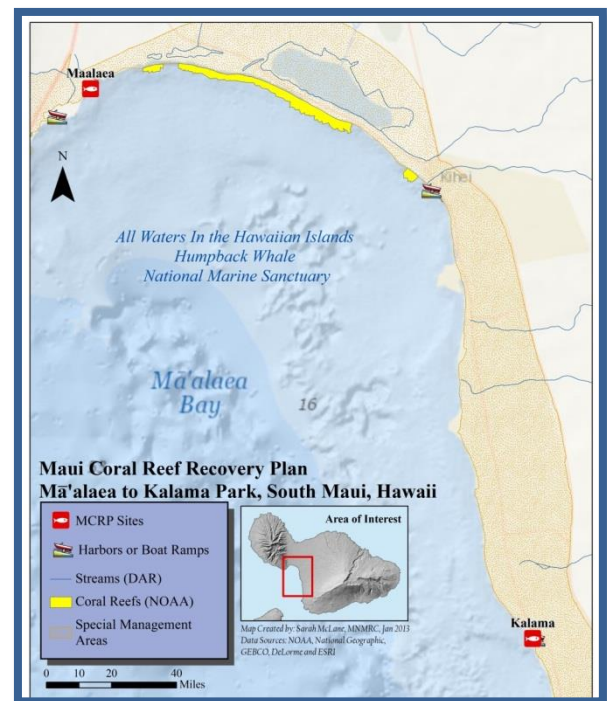 Maalaea
N
Kihei
All Waters In the Hawaiian Islands
Humpback Whale
National Marine Sanctuary
Mā'alaea
Bay
16
Maui Coral Reef Recovery Plan
Mā'alaea to Kalama Park, South Maui, Hawaii
MCRP Sites
Harbors or Boat Ramps
Streams (DAR)
Coral Reefs (NOAA)
Special Management
Areas
Area of Interest
Map Created by: Sarah McLane, MNMRC, Jan 2013
Data Sources: NOAA, National Geographic,
GEBCO, DeLorme and ESRI
Kalama
0 10 20 40
Miles